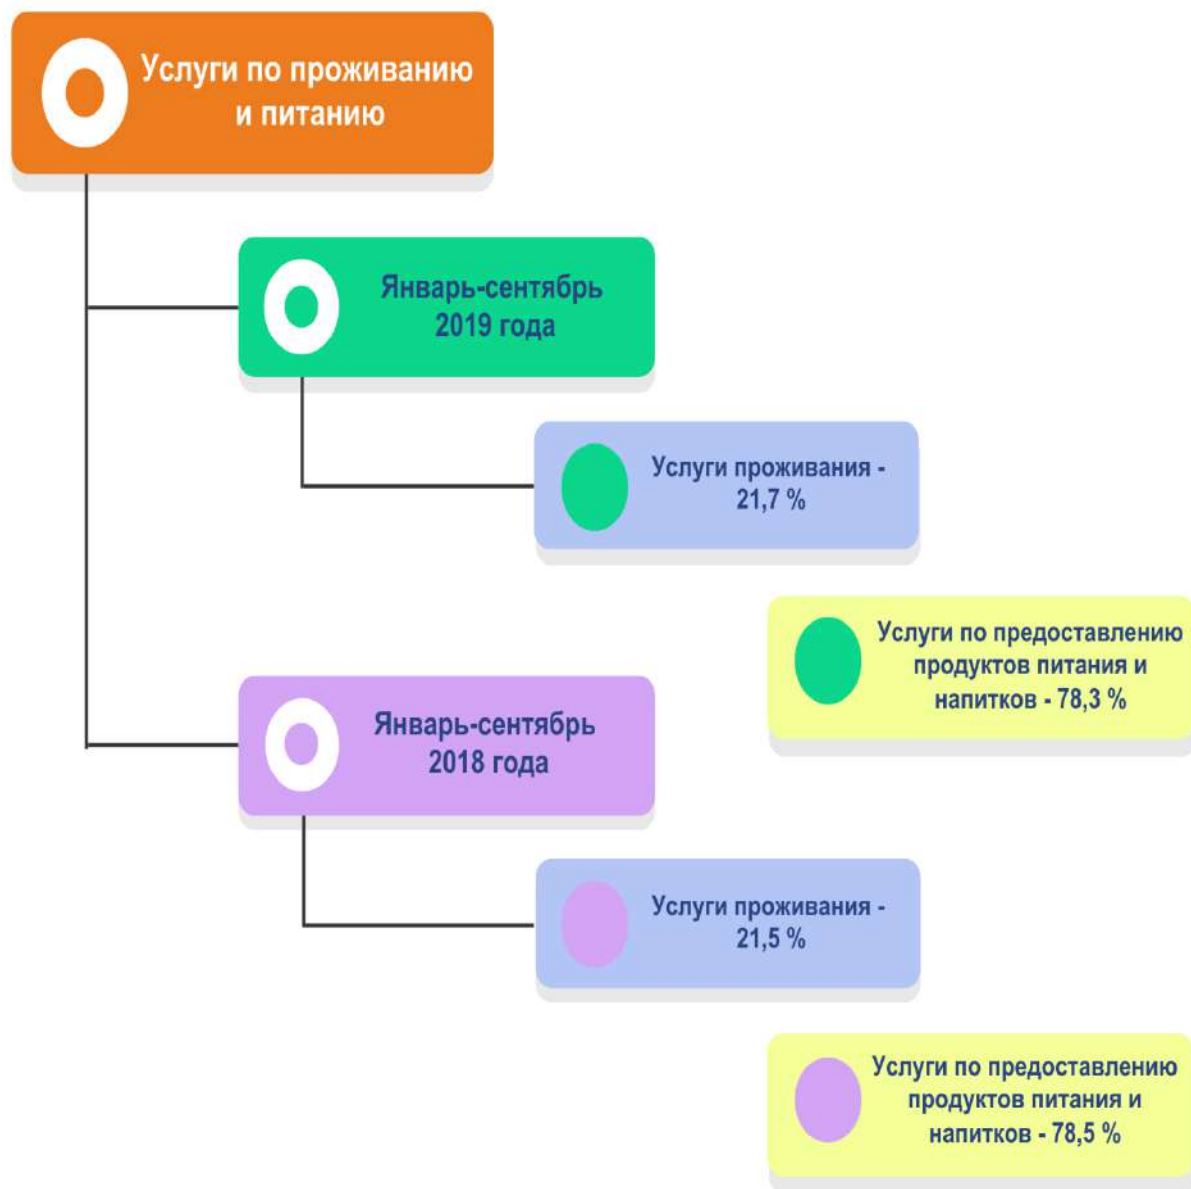 Услуги по проживанию
и питанию
Январь-сентябрь
2019 года
Услуги проживания -
21,7 %
Услуги по предоставлению
продуктов питания и
напитков - 78,3 %
Январь-сентябрь
2018 года
Услуги проживания -
21,5 %
Услуги по предоставлению
продуктов питания и
напитков - 78,5 %